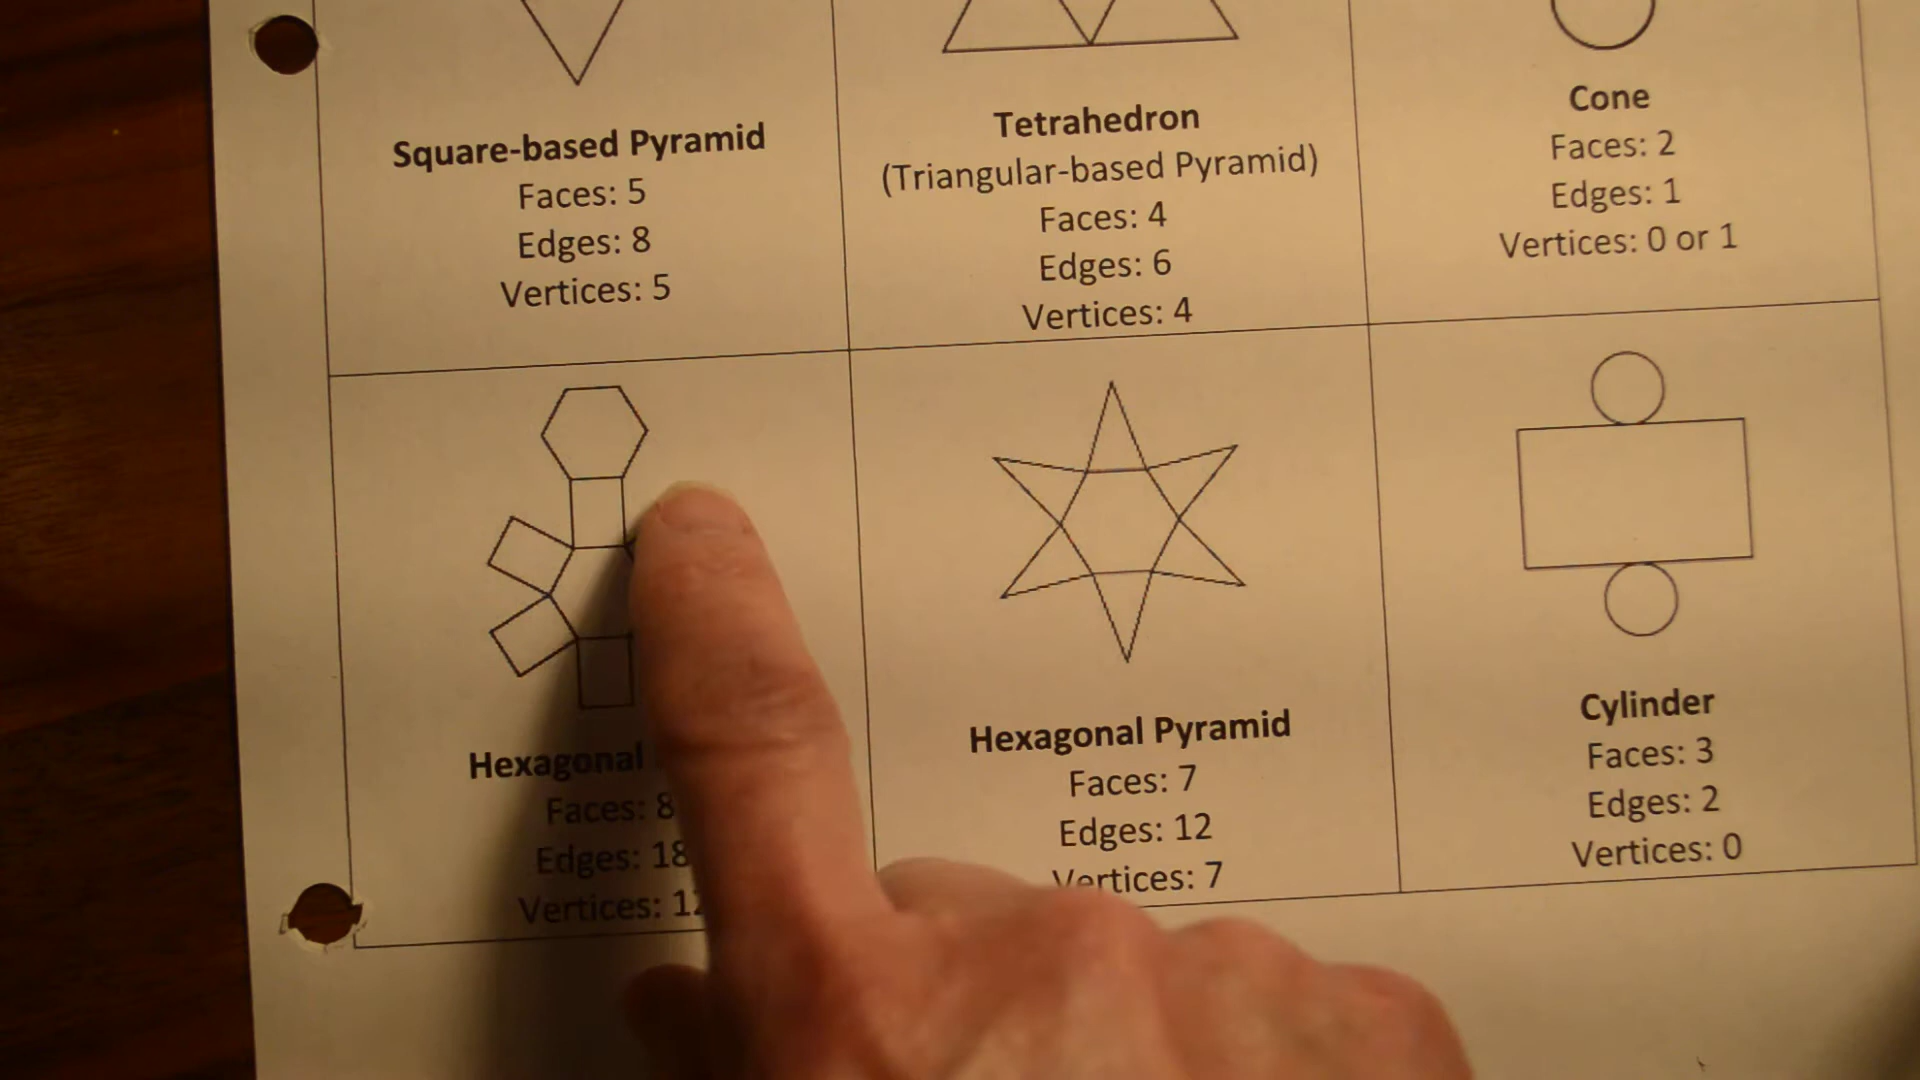 Square-based Pyramid
Faces: 5
Edges: 8
Vertices: 5
Tetrahedron
(Triangular-based Pyramid)
Faces: 4
Edges: 6
Vertices: 4
Cone
Faces: 2
Edges: 1
Vertices: 0 or 1
Hexagonal
Faces: 8
Edges: 18
Vertices:
Hexagonal Pyramid
Faces: 7
Edges: 12
Vertices: 7
Cylinder
Faces: 3
Edges: 2
Vertices: 0